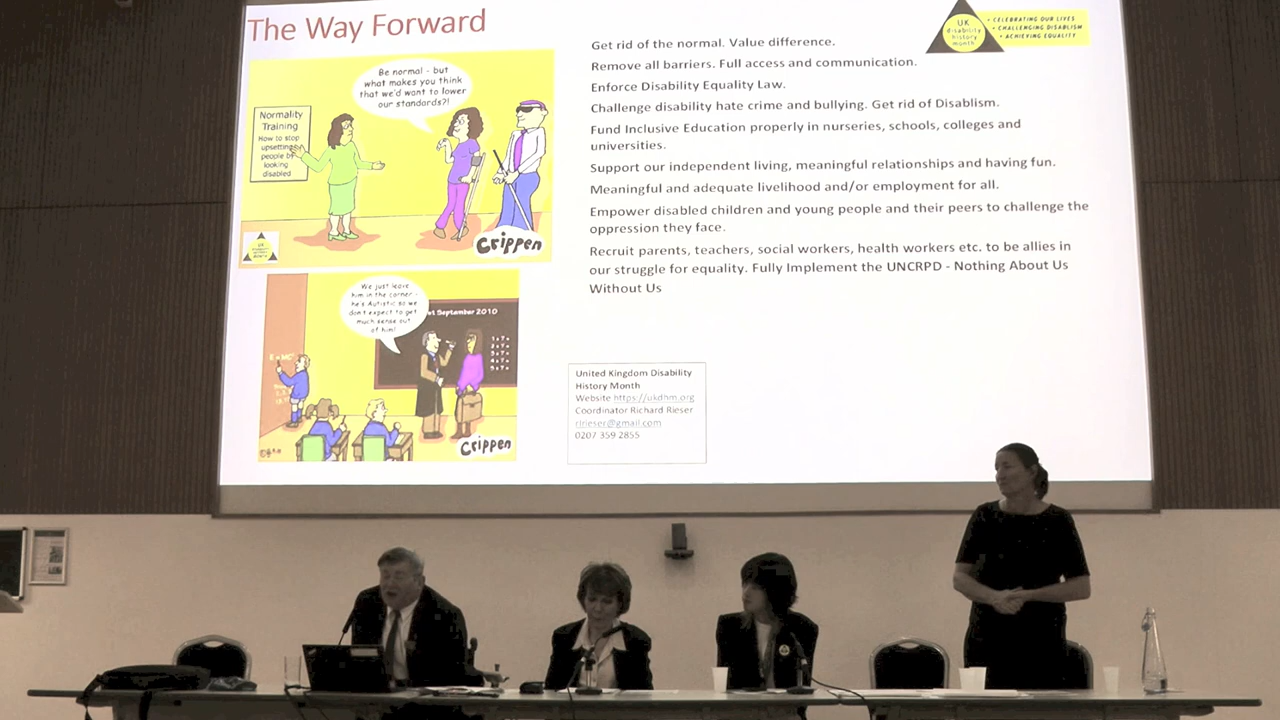 The Way Forward
Be normal - but
what makes you think
that we'd want to lower
our standards?!
Normality
Training
How to stop
upsetting
people by
looking
disabled
Crippen
We just leave
him in the corner -
he's Autistic so we
don't expect to get
much sense out
of him!
st September 2010
Crippen
UK
disability
history
month
• CELEBRATING OUR LIVES
• CHALLENGING DISABLISM
• ACHIEVING EQUALITY
Get rid of the normal. Value difference.
Remove all barriers. Full access and communication.
Enforce Disability Equality Law.
Challenge disability hate crime and bullying. Get rid of Disablism.
Fund Inclusive Education properly in nurseries, schools, colleges and
universities.
Support our independent living, meaningful relationships and having fun.
Meaningful and adequate livelihood and/or employment for all.
Empower disabled children and young people and their peers to challenge the
oppression they face.
Recruit parents, teachers, social workers, health workers etc. to be allies in
our struggle for equality. Fully Implement the UNCRPD - Nothing About Us
Without Us
United Kingdom Disability
History Month
Website https://ukdhm.org
Coordinator Richard Rieser
rlrieser@gmail.com
0207 359 2855